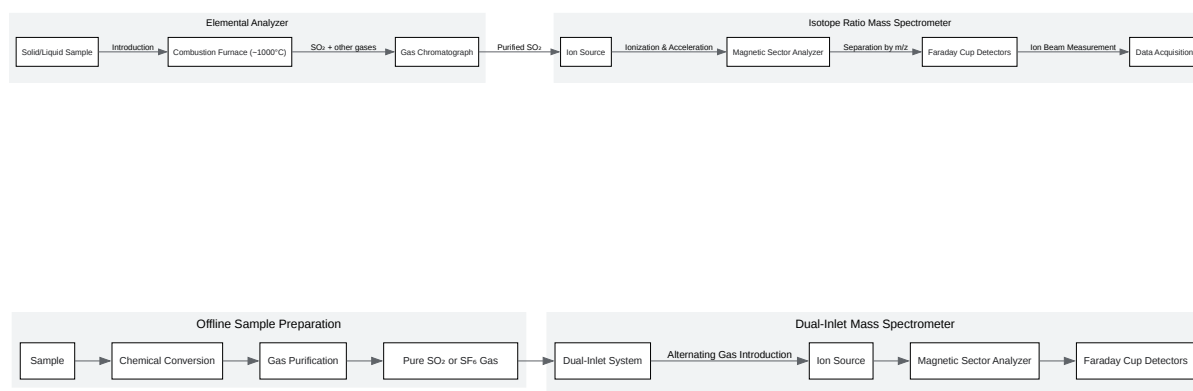 Elemental Analyzer
Isotope Ratio Mass Spectrometer
Solid/Liquid Sample Introduction Combustion Furnace (~1000°C) SO₂ + other gases Gas Chromatograph Purified SO₂ Ion Source Ionization & Acceleration Magnetic Sector Analyzer Separation by m/z Faraday Cup Detectors Ion Beam Measurement Data Acquisition
Offline Sample Preparation
Dual-Inlet Mass Spectrometer
Sample Chemical Conversion Gas Purification Pure SO₂ or SF₆ Gas Dual-Inlet System Alternating Gas Introduction Ion Source Magnetic Sector Analyzer Faraday Cup Detectors